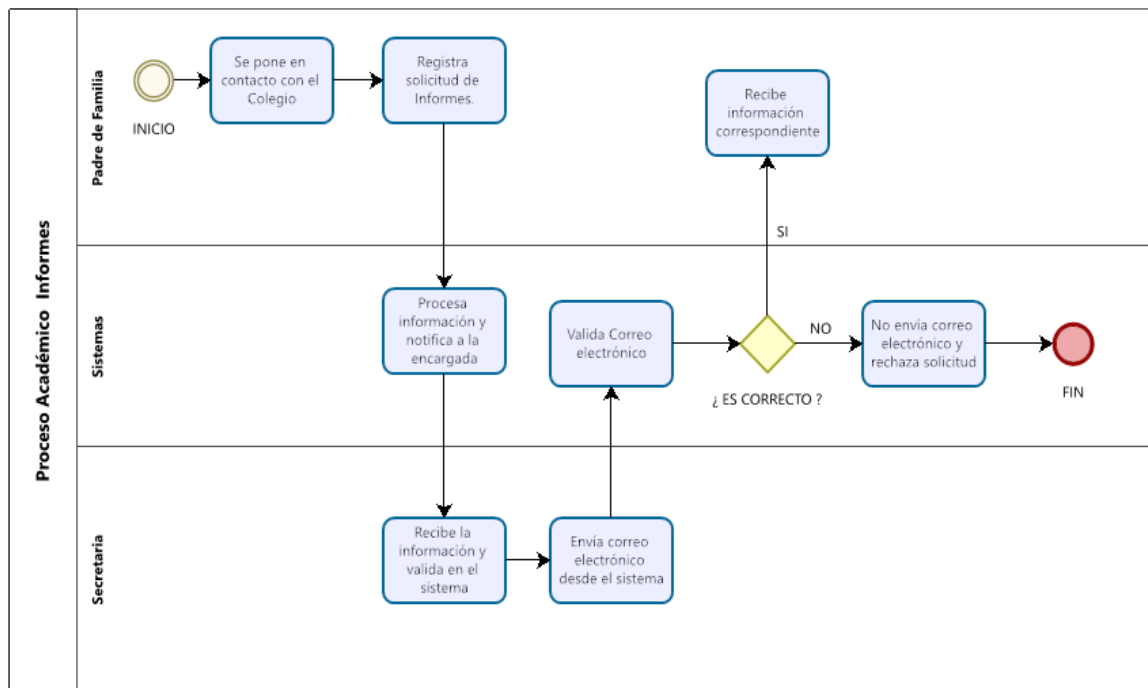 Proceso Académico Informes
Padre de Familia
INICIO
Se pone en
contacto con el
Colegio
Registra
solicitud de
Informes.
Recibe
información
correspondiente
SI
Sistemas
Procesa
información y
notifica a la
encargada
Valida Correo
electrónico
¿ ES CORRECTO ?
NO
No envía correo
electrónico y
rechaza solicitud
FIN
Secretaria
Recibe la
información y
valida en el
sistema
Envía correo
electrónico
desde el sistema